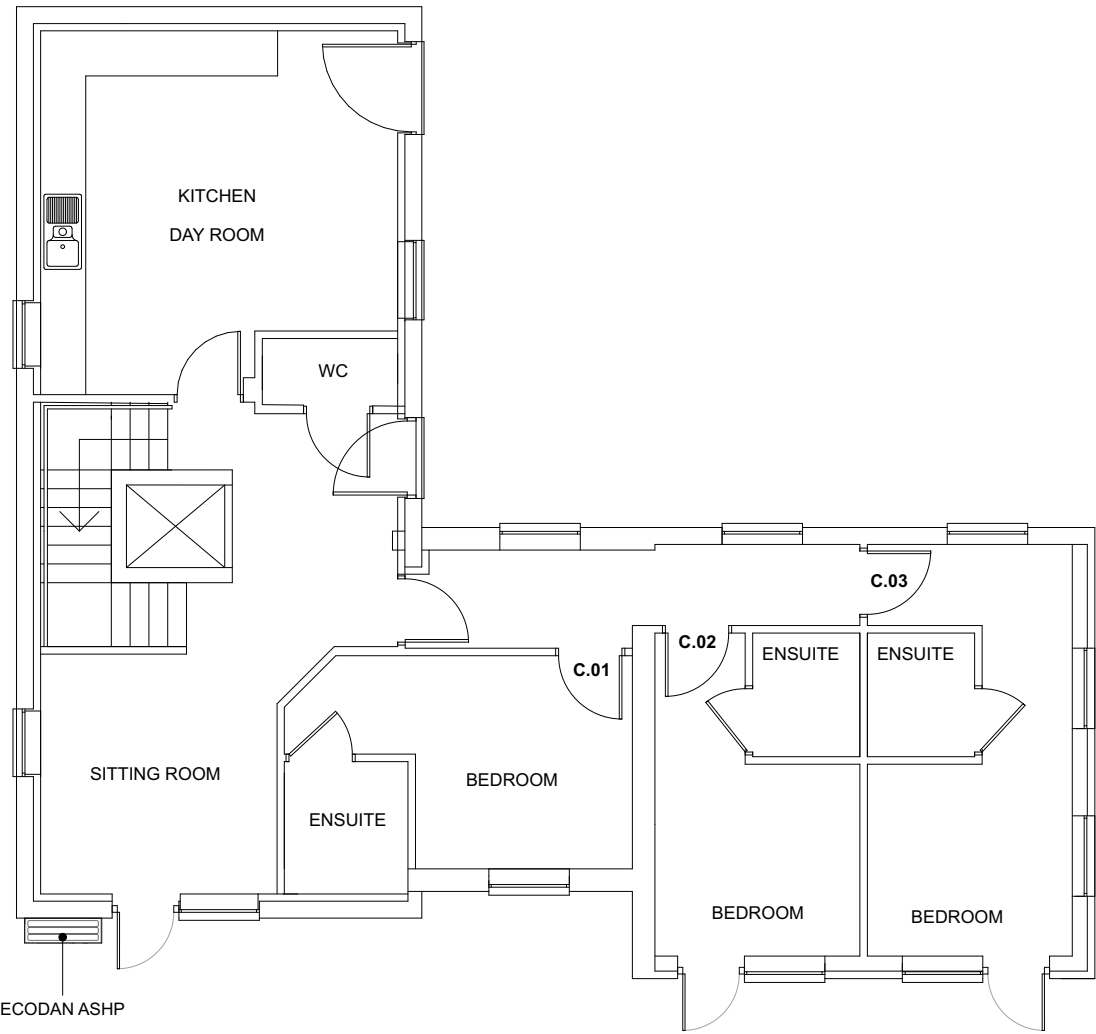 KITCHEN
DAY ROOM
WC
C.03
C.02
C.01
ENSUITE
ENSUITE
SITTING ROOM
BEDROOM
ENSUITE
BEDROOM
BEDROOM
ECODAN ASHP